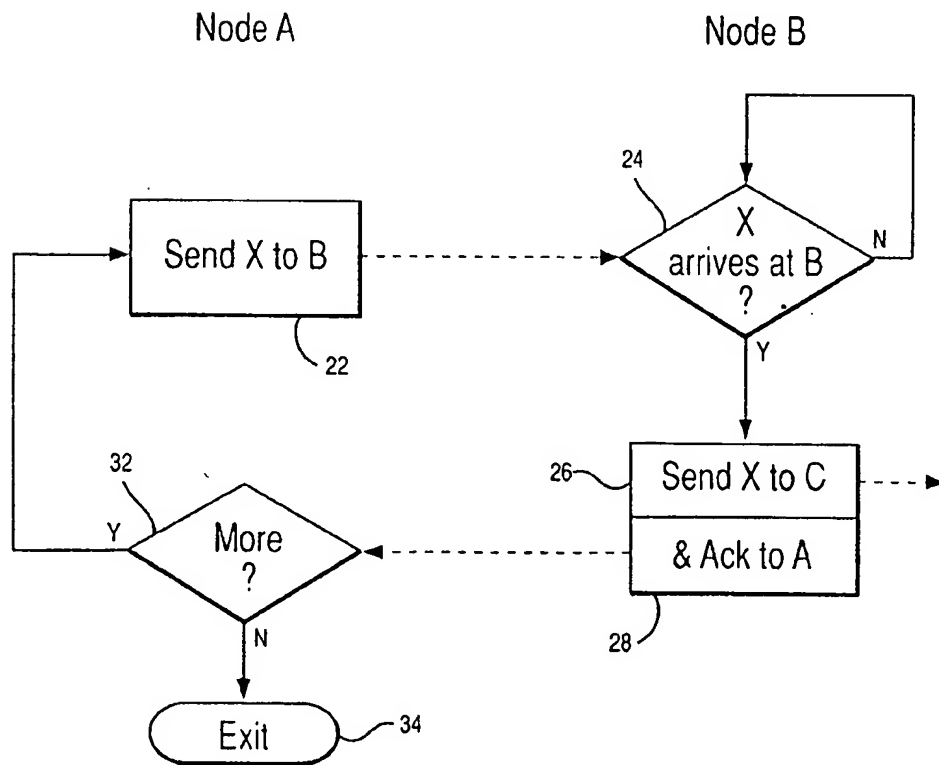 Node A
Node B
24
X
arrives at B
?
N
Y
Send X to B
22
26
Send X to C
& Ack to A
28
32
Y
More
?
N
Exit
34